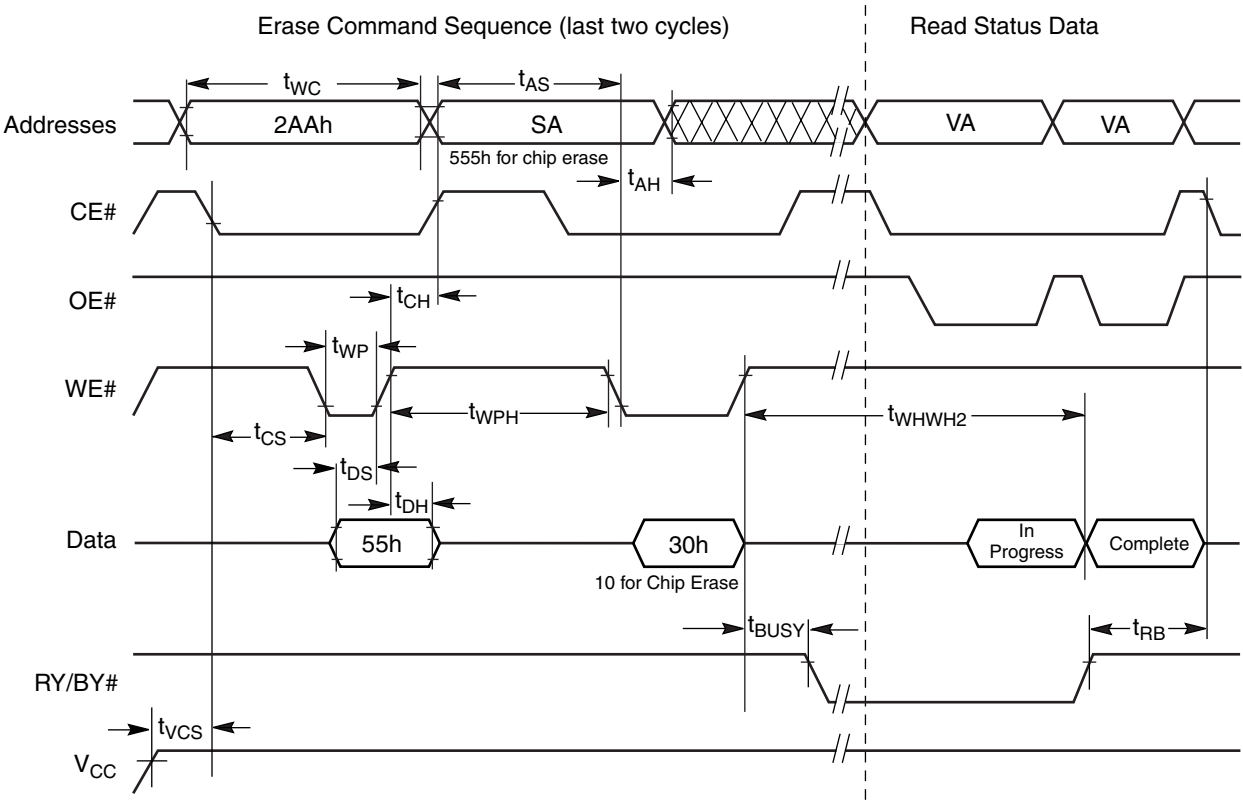 Erase Command Sequence (last two cycles)
Read Status Data
tWC
tAS
Addresses
2AAh
SA
VA
VA
555h for chip erase
tAH
CE#
OE#
tCH
tWP
WE#
tWPH
tWHWH2
tCS
tDS
tDH
Data
55h
30h
In
Progress
Complete
10 for Chip Erase
tBUSY
tRB
RY/BY#
tVCS
VCC